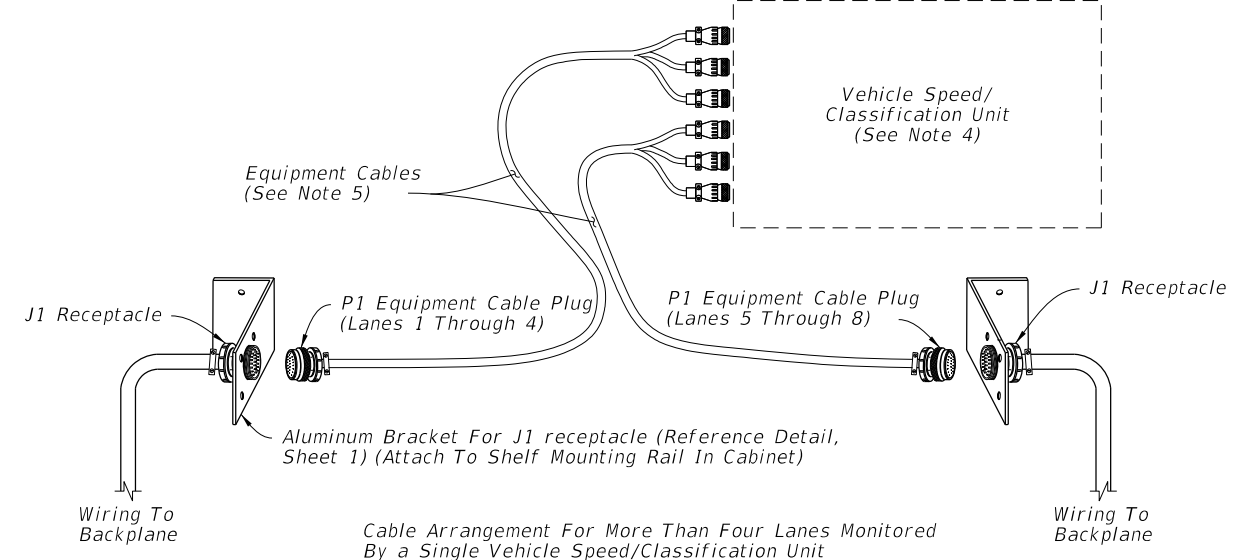 Vehicle Speed/
Classification Unit
(See Note 4)
Equipment Cables
(See Note 5)
J1 Receptacle
P1 Equipment Cable Plug
(Lanes 1 Through 4)
P1 Equipment Cable Plug
(Lanes 5 Through 8)
J1 Receptacle
Aluminum Bracket For J1 receptacle (Reference Detail,
Sheet 1) (Attach To Shelf Mounting Rail In Cabinet)
Wiring To
Backplane
Wiring To
Backplane
Cable Arrangement For More Than Four Lanes Monitored
By a Single Vehicle Speed/Classification Unit